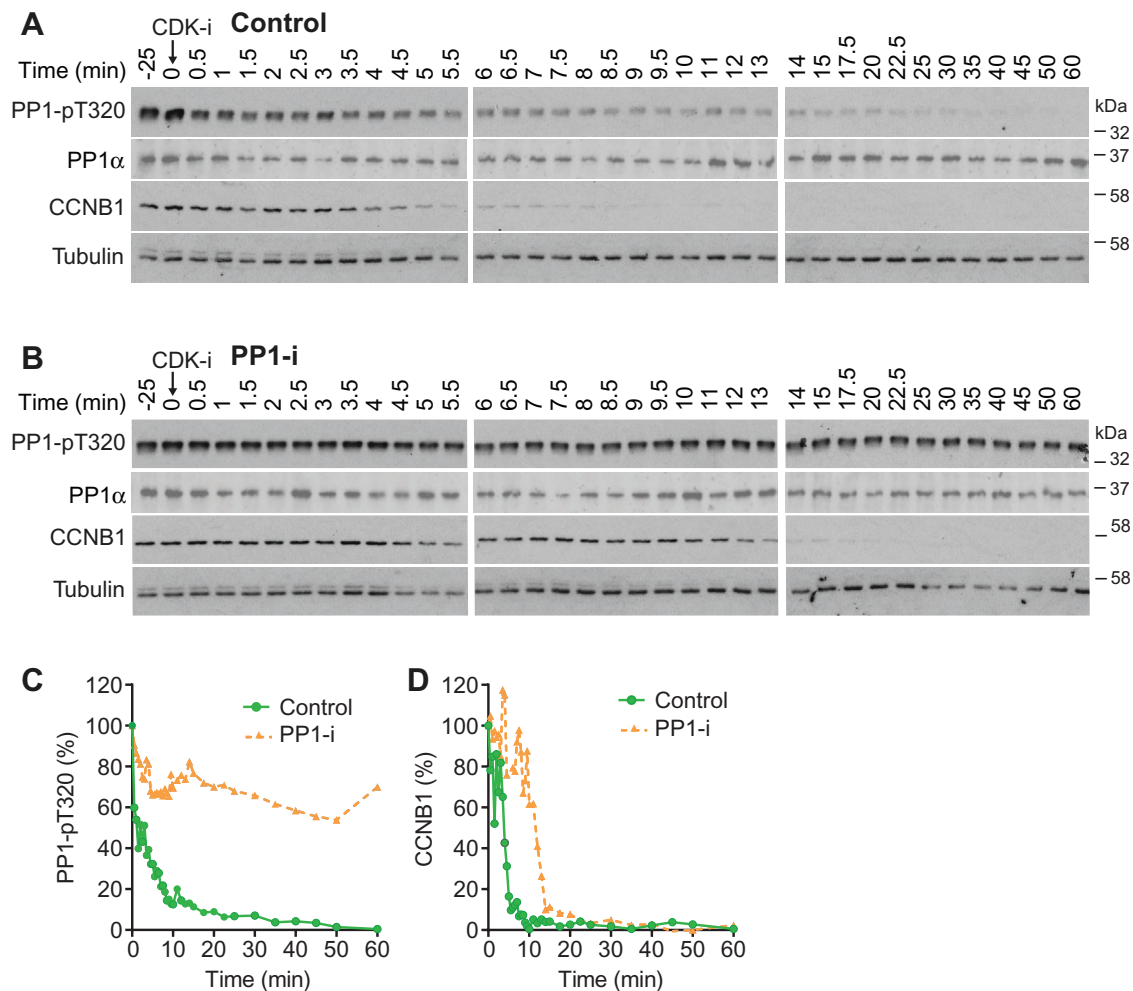 A CDK-i Control
Time (min) -25 0 0.5 1 1.5 2 2.5 3 3.5 4 4.5 5 5.5 6 6.5 7 7.5 8 8.5 9 9.5 10 11 12 13 14 15 17.5 20 22.5 25 30 35 40 45 50 60
PP1-pT320 kDa
32
PP1α 37
CCNB1 58
Tubulin 58
B CDK-i PP1-i
Time (min) -25 0 0.5 1 1.5 2 2.5 3 3.5 4 4.5 5 5.5 6 6.5 7 7.5 8 8.5 9 9.5 10 11 12 13 14 15 17.5 20 22.5 25 30 35 40 45 50 60
PP1-pT320 kDa
32
PP1α 37
CCNB1 58
Tubulin 58
C
PP1-pT320 (%)
120
100
80
60
40
20
0
0 10 20 30 40 50 60
Time (min)
Control
PP1-i
D
CCNB1 (%)
120
100
80
60
40
20
0
0 10 20 30 40 50 60
Time (min)
Control
PP1-i